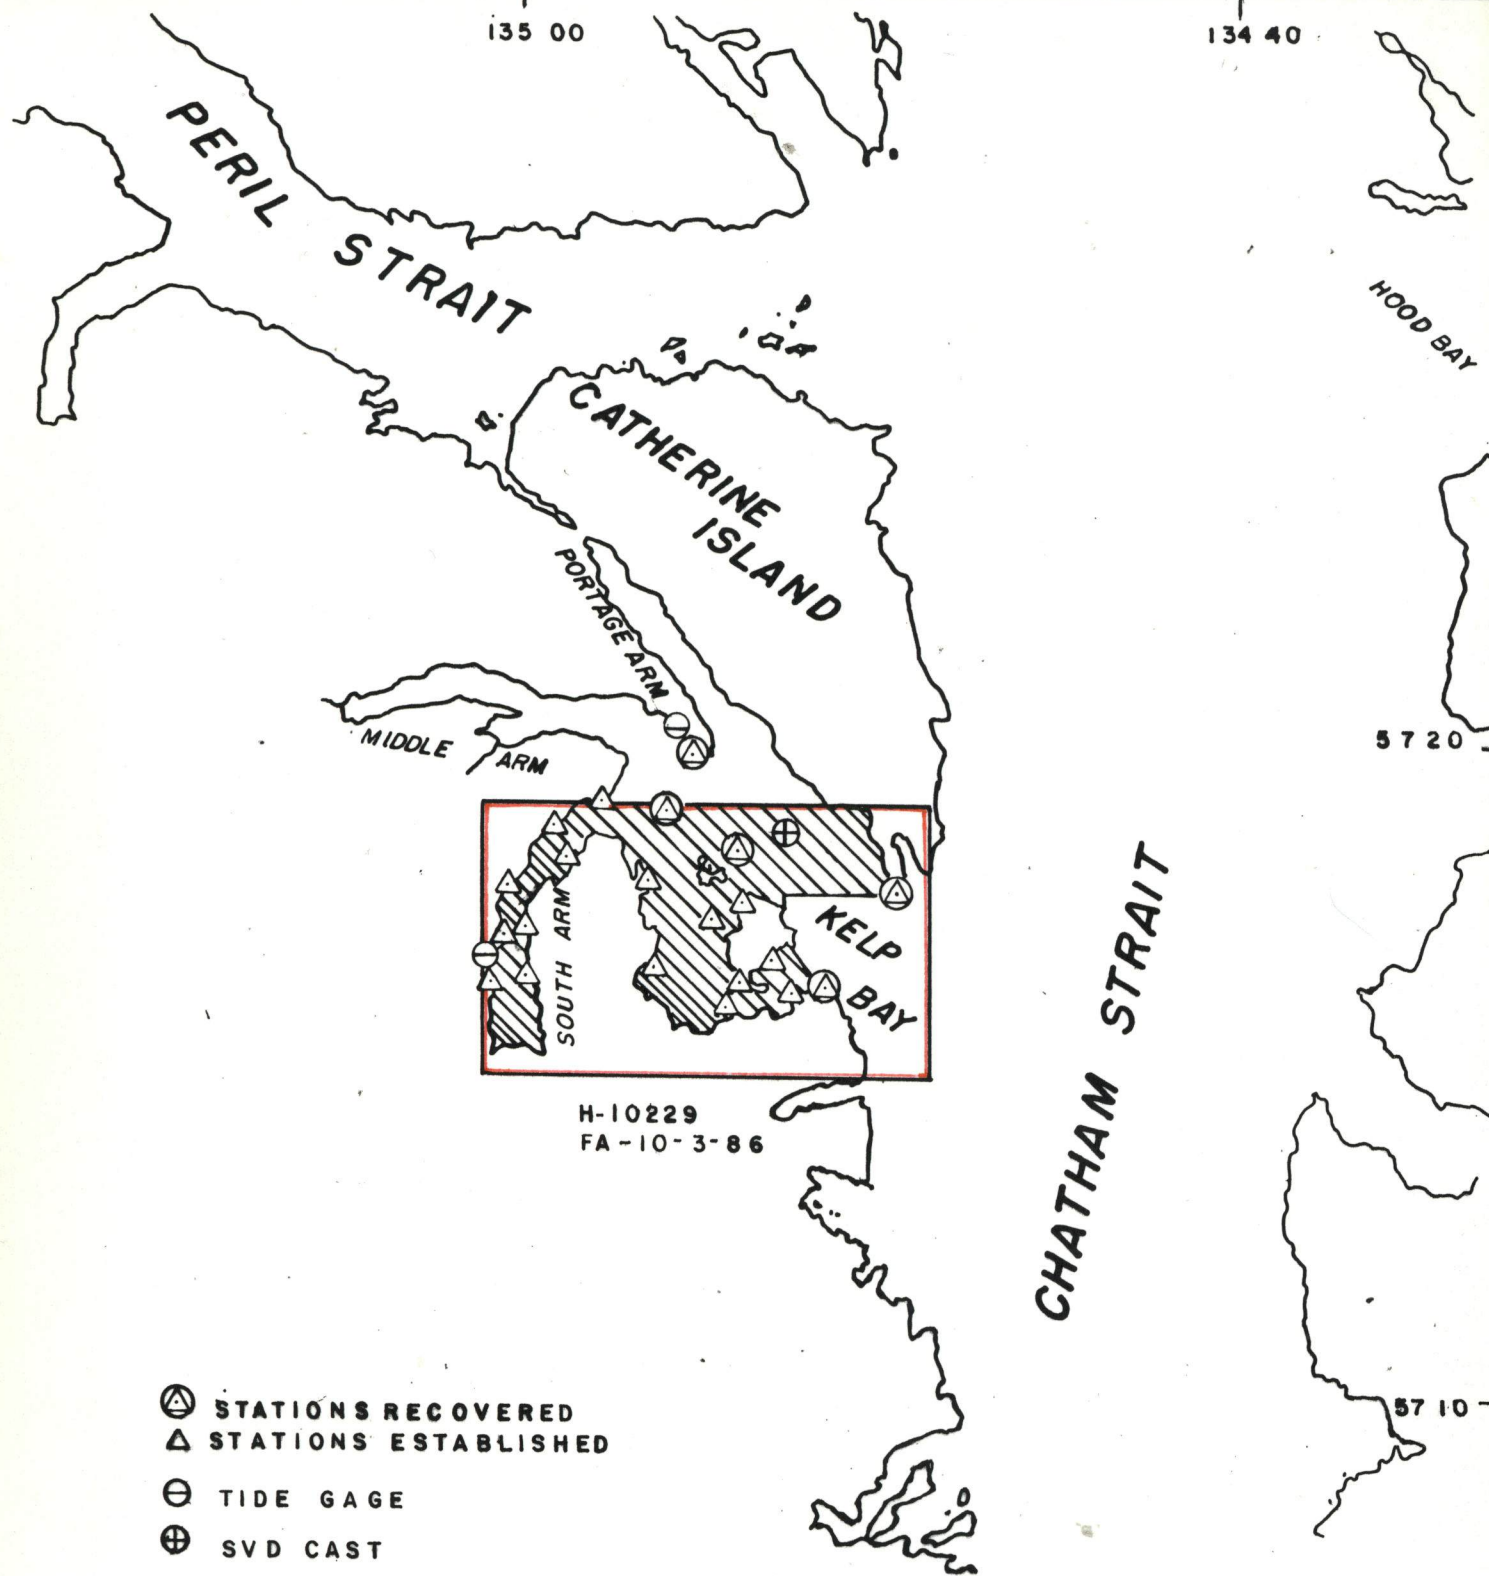 135 00
134 40
PERIL STRAIT
HOOD BAY
CATHERINE
ISLAND
PORTAGE ARM
MIDDLE ARM
57 20
SOUTH ARM
KELP
BAY
CHATHAM STRAIT
H-10229
FA-10-3-86
57 10
STATIONS RECOVERED
STATIONS ESTABLISHED
TIDE GAGE
SVD CAST